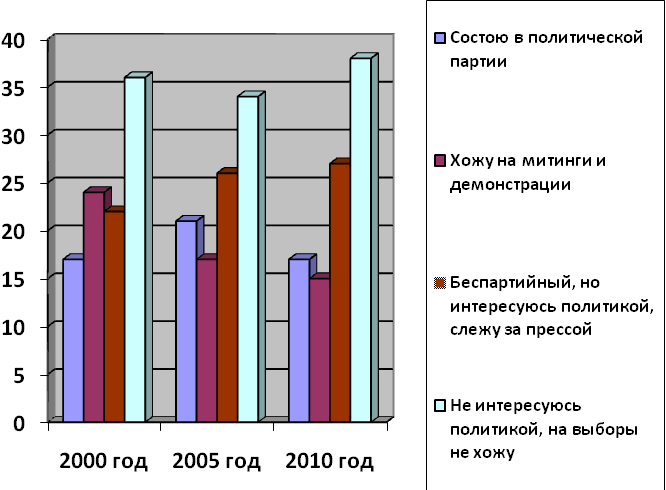 40
35
30
25
20
15
10
5
0
2000 год 2005 год 2010 год
Состою в политической
партии
Хожу на митинги и
демонстрации
Беспартийный, но
интересуюсь политикой,
слежу за прессой
Не интересуюсь
политикой, на выборы
не хожу